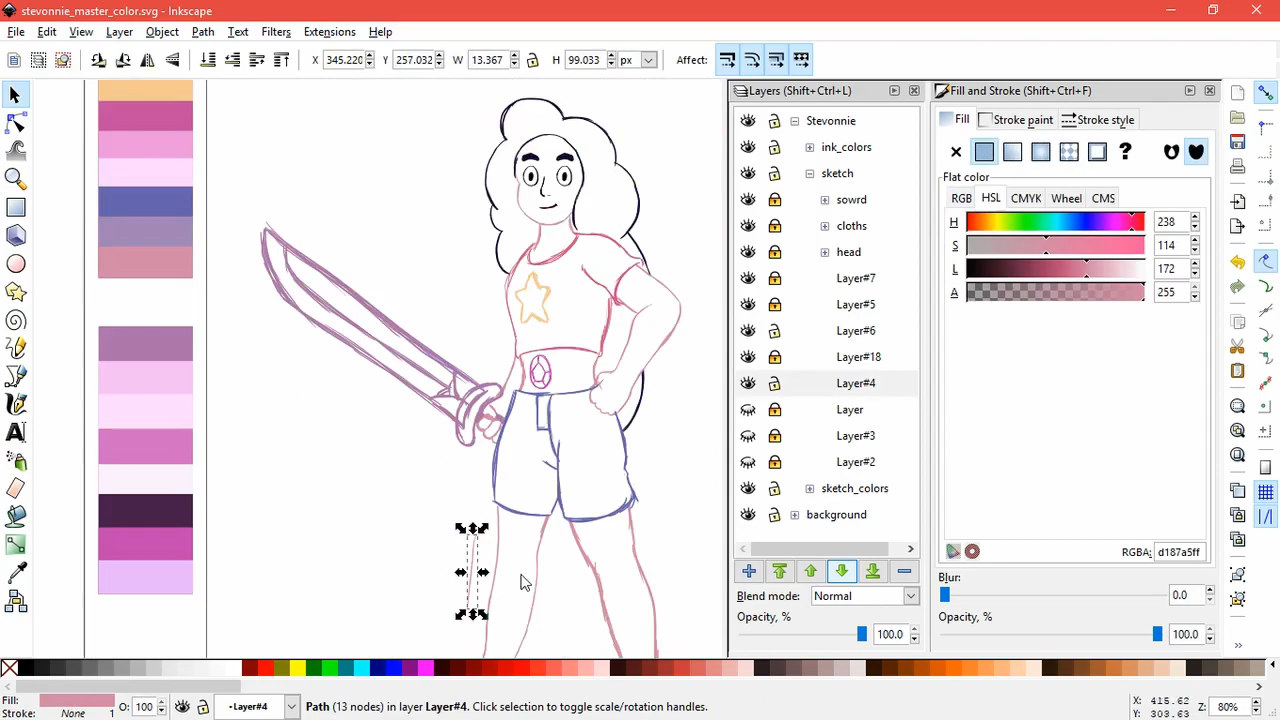 stevonnie_master_color.svg - Inkscape
File Edit View Layer Object Path Text Filters Extensions Help
X 345.220 Y 257.032 W 13.367 H 99.033 px Affect:
Layers (Shift+Ctrl+L)
Fill and Stroke (Shift+Ctrl+F)
Stevonnie
ink_colors
sketch
sowrd
cloths
head
Layer#7
Layer#5
Layer#6
Layer#18
Layer#4
Layer
Layer#3
Layer#2
sketch_colors
background
Blend mode: Normal
Opacity, %
100.0
Fill Stroke paint Stroke style
Flat color
RGB HSL CMYK Wheel CMS
H 238
S 114
L 172
A 255
RGBA: d187a5ff
Blur:
0.0
Opacity, %
100.0
Fill:
Stroke: None 1
O: 100
•Layer#4
Path (13 nodes) in layer Layer#4. Click selection to toggle scale/rotation handles.
X: 415.62
Y: 303.63
Z: 80%